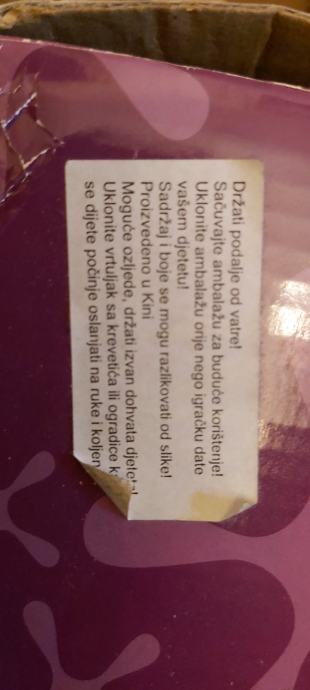 Držati podalje od vatre!
Sačuvajte ambalažu za buduće korištenje!
Uklonite ambalažu prije nego igračku date
vašem djetetu!
Sadržaj i boje se mogu razlikovati od slike!
Proizvedeno u Kini
Moguće ozljede, držati izvan dohvata djeteta!
Uklonite vrtuljak sa krevetića ili ogradice
se dijete počinje oslanjati na ruke i koljen